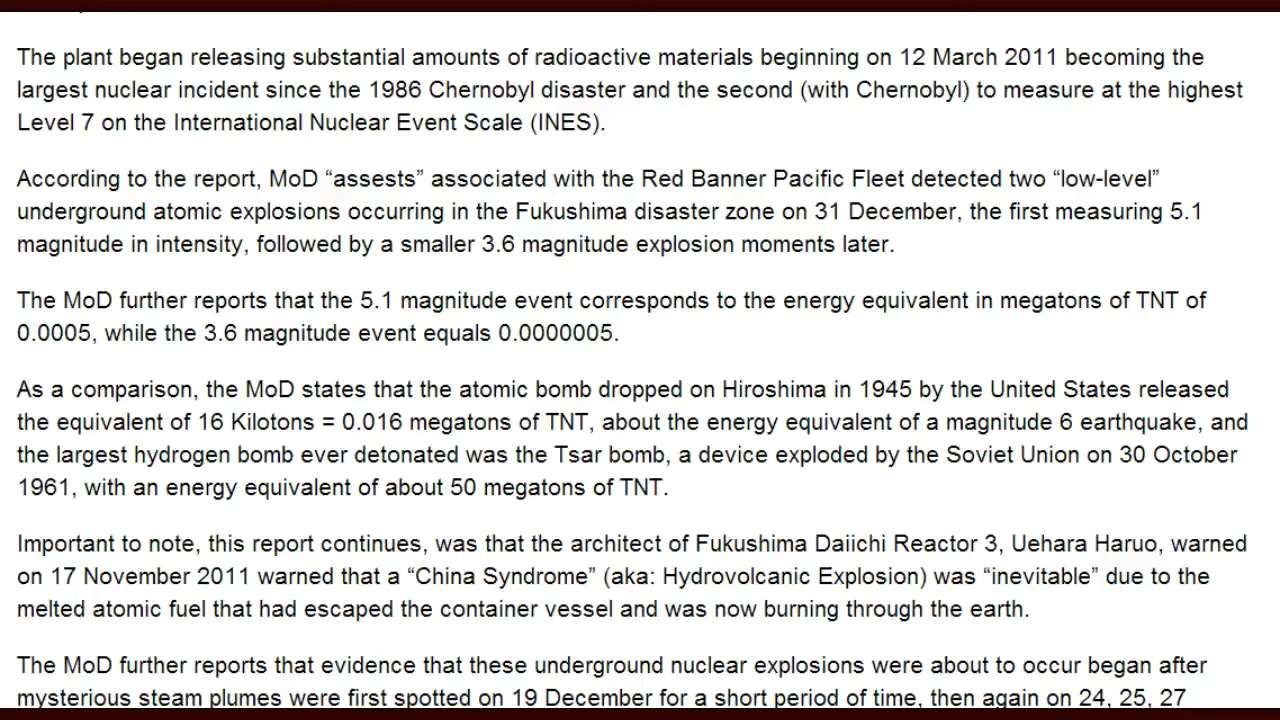 The plant began releasing substantial amounts of radioactive materials beginning on 12 March 2011 becoming the
largest nuclear incident since the 1986 Chernobyl disaster and the second (with Chernobyl) to measure at the highest
Level 7 on the International Nuclear Event Scale (INES).
According to the report, MoD “assests” associated with the Red Banner Pacific Fleet detected two “low-level”
underground atomic explosions occurring in the Fukushima disaster zone on 31 December, the first measuring 5.1
magnitude in intensity, followed by a smaller 3.6 magnitude explosion moments later.
The MoD further reports that the 5.1 magnitude event corresponds to the energy equivalent in megatons of TNT of
0.0005, while the 3.6 magnitude event equals 0.0000005.
As a comparison, the MoD states that the atomic bomb dropped on Hiroshima in 1945 by the United States released
the equivalent of 16 Kilotons = 0.016 megatons of TNT, about the energy equivalent of a magnitude 6 earthquake, and
the largest hydrogen bomb ever detonated was the Tsar bomb, a device exploded by the Soviet Union on 30 October
1961, with an energy equivalent of about 50 megatons of TNT.
Important to note, this report continues, was that the architect of Fukushima Daiichi Reactor 3, Uehara Haruo, warned
on 17 November 2011 warned that a “China Syndrome” (aka: Hydrovolcanic Explosion) was “inevitable” due to the
melted atomic fuel that had escaped the container vessel and was now burning through the earth.
The MoD further reports that evidence that these underground nuclear explosions were about to occur began after
mysterious steam plumes were first spotted on 19 December for a short period of time, then again on 24, 25, 27